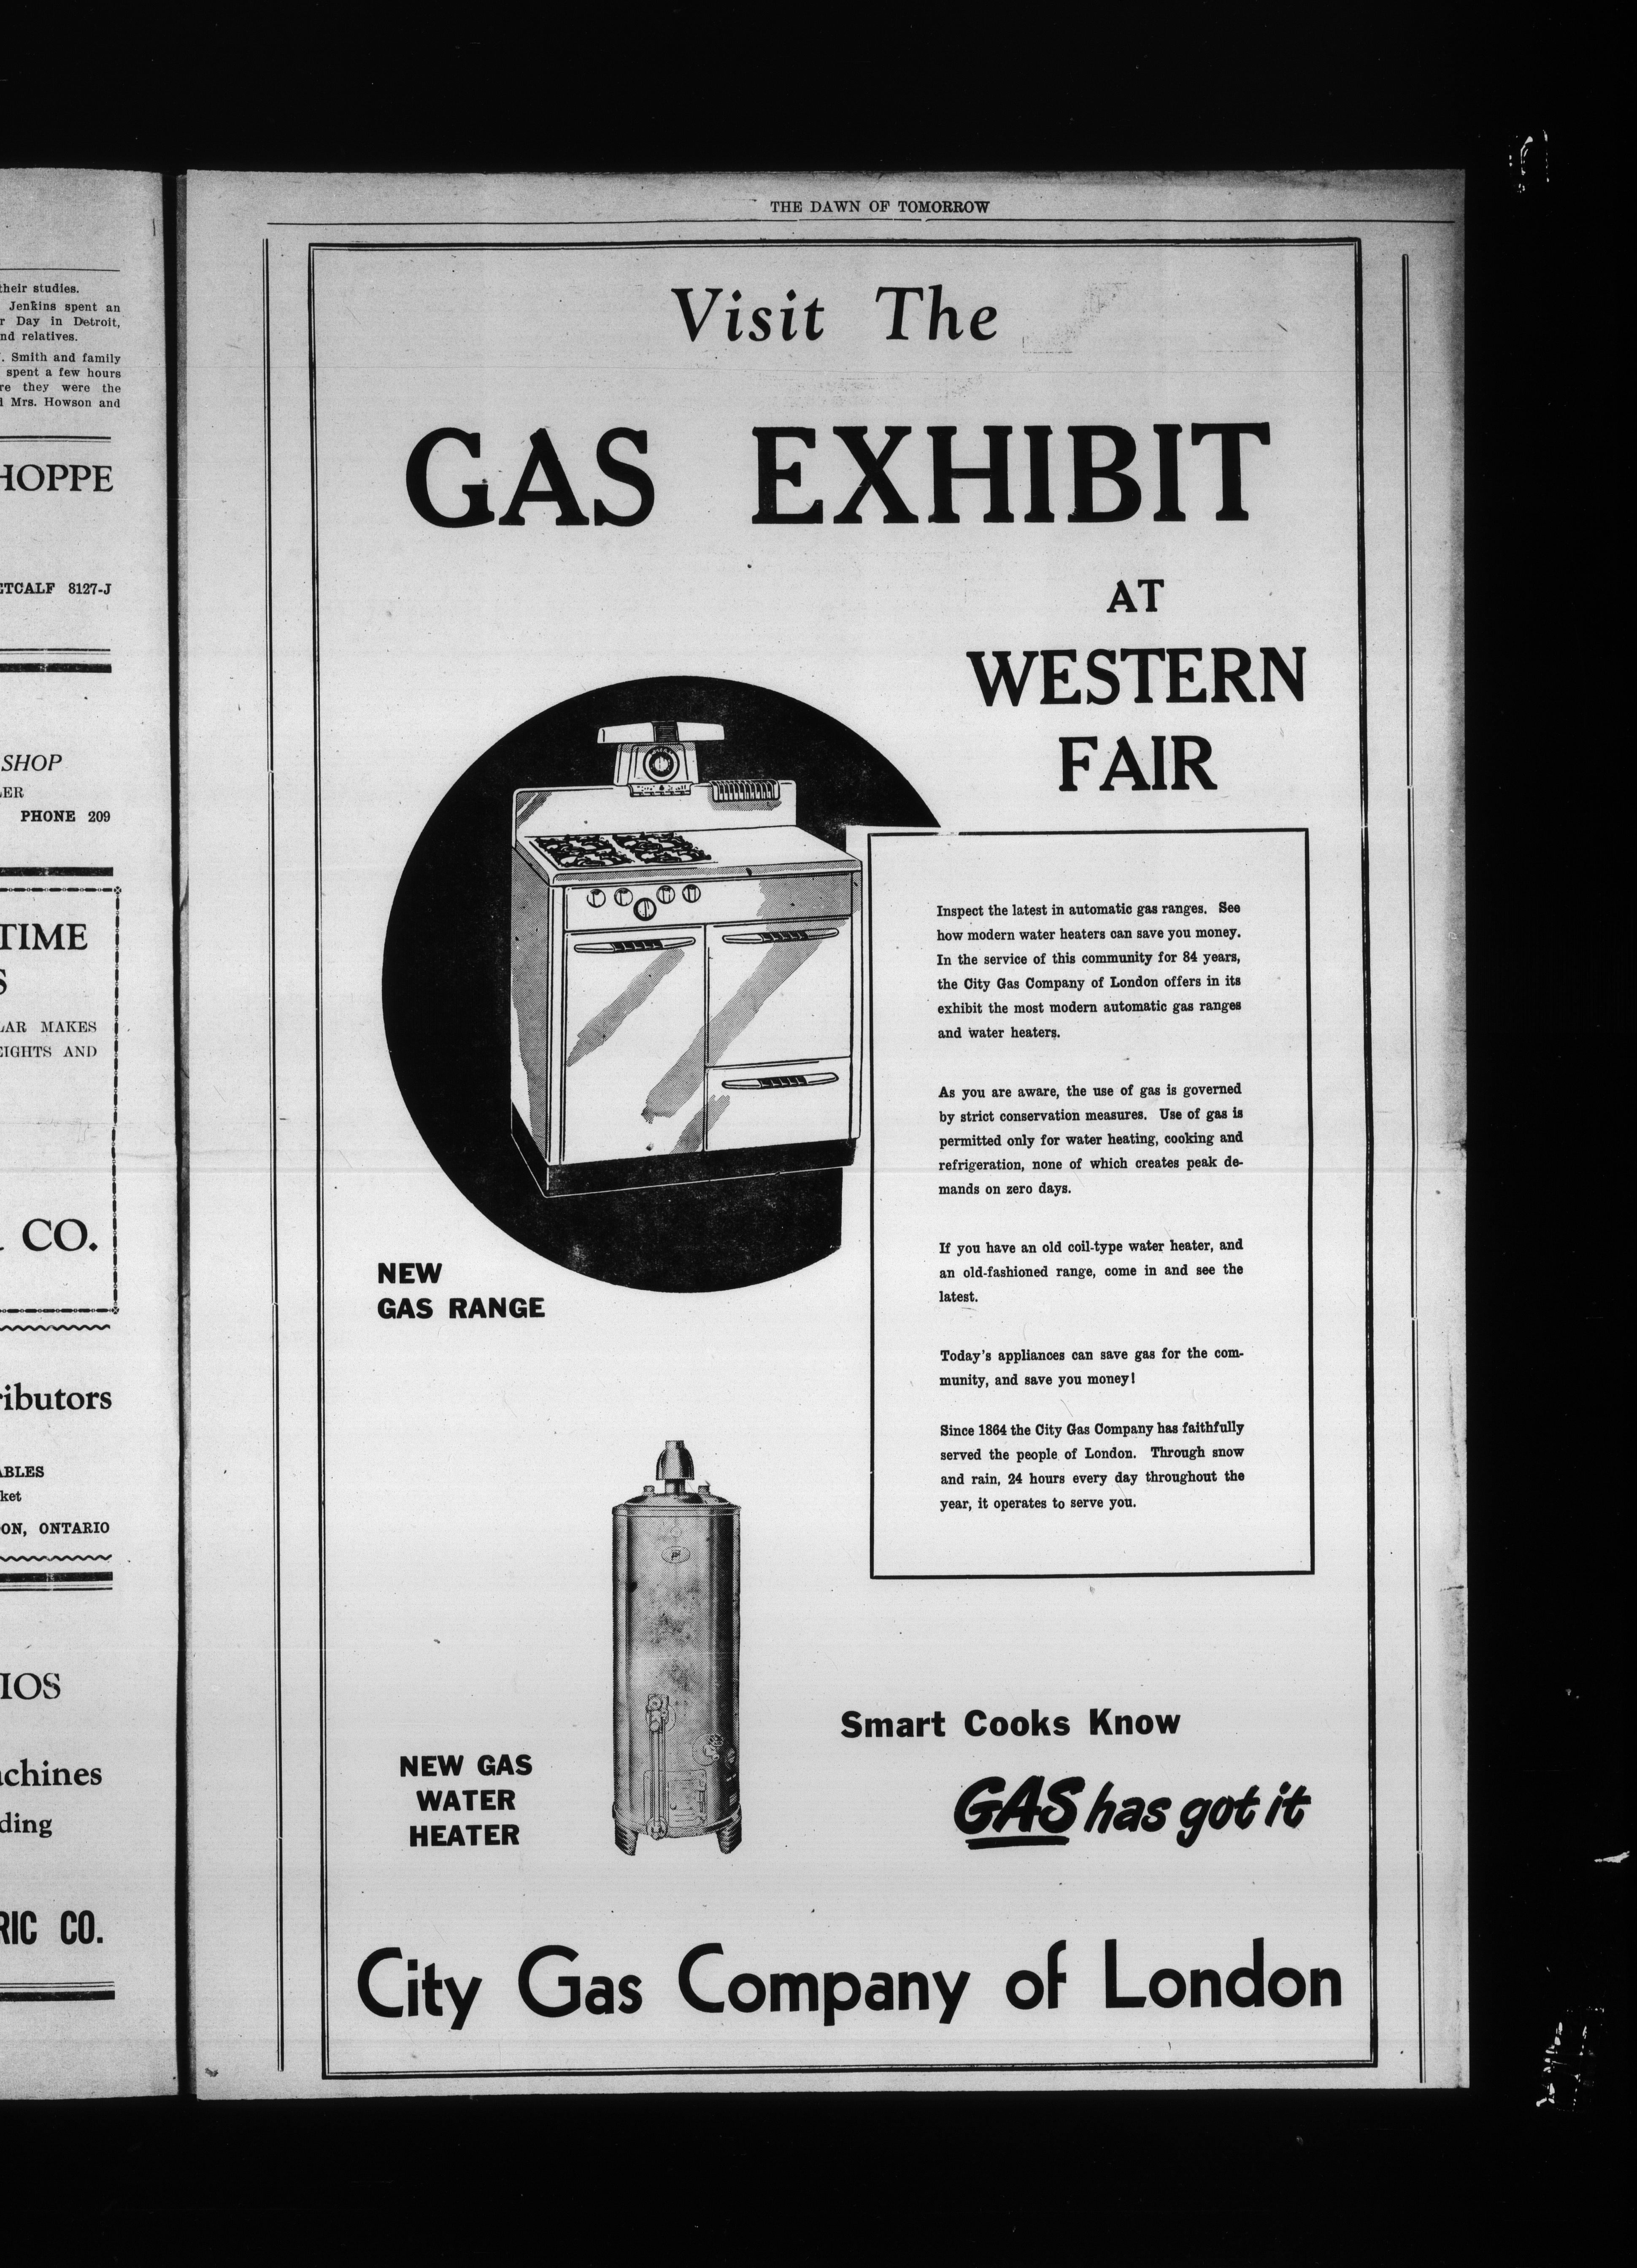 their studies.
Jenkins spent an
r Day in Detroit,
nd relatives.
. Smith and family
spent a few hours
re they were the
Mrs. Howson and
HOPPE
ETCALF 8127-J
SHOP
LER
PHONE 209
TIME
S
LAR MAKES
EIGHTS AND
CO.
ributors
ABLES
ket
ON, ONTARIO
IOS
achines
ding
RIC CO.
THE DAWN OF TOMORROW
Visit The
GAS EXHIBIT
AT
WESTERN
FAIR
Inspect the latest in automatic gas ranges. See
how modern water heaters can save you money.
In the service of this community for 84 years,
the City Gas Company of London offers in its
exhibit the most modern automatic gas ranges
and water heaters.
As you are aware, the use of gas is governed
by strict conservation measures. Use of gas is
permitted only for water heating, cooking and
refrigeration, none of which creates peak de-
mands on zero days.
If you have an old coil-type water heater, and
an old-fashioned range, come in and see the
latest.
Today's appliances can save gas for the com-
munity, and save you money!
Since 1864 the City Gas Company has faithfully
served the people of London. Through snow
and rain, 24 hours every day throughout the
year, it operates to serve you.
NEW
GAS RANGE
NEW GAS
WATER
HEATER
Smart Cooks Know
GAS has got it
City Gas Company of London